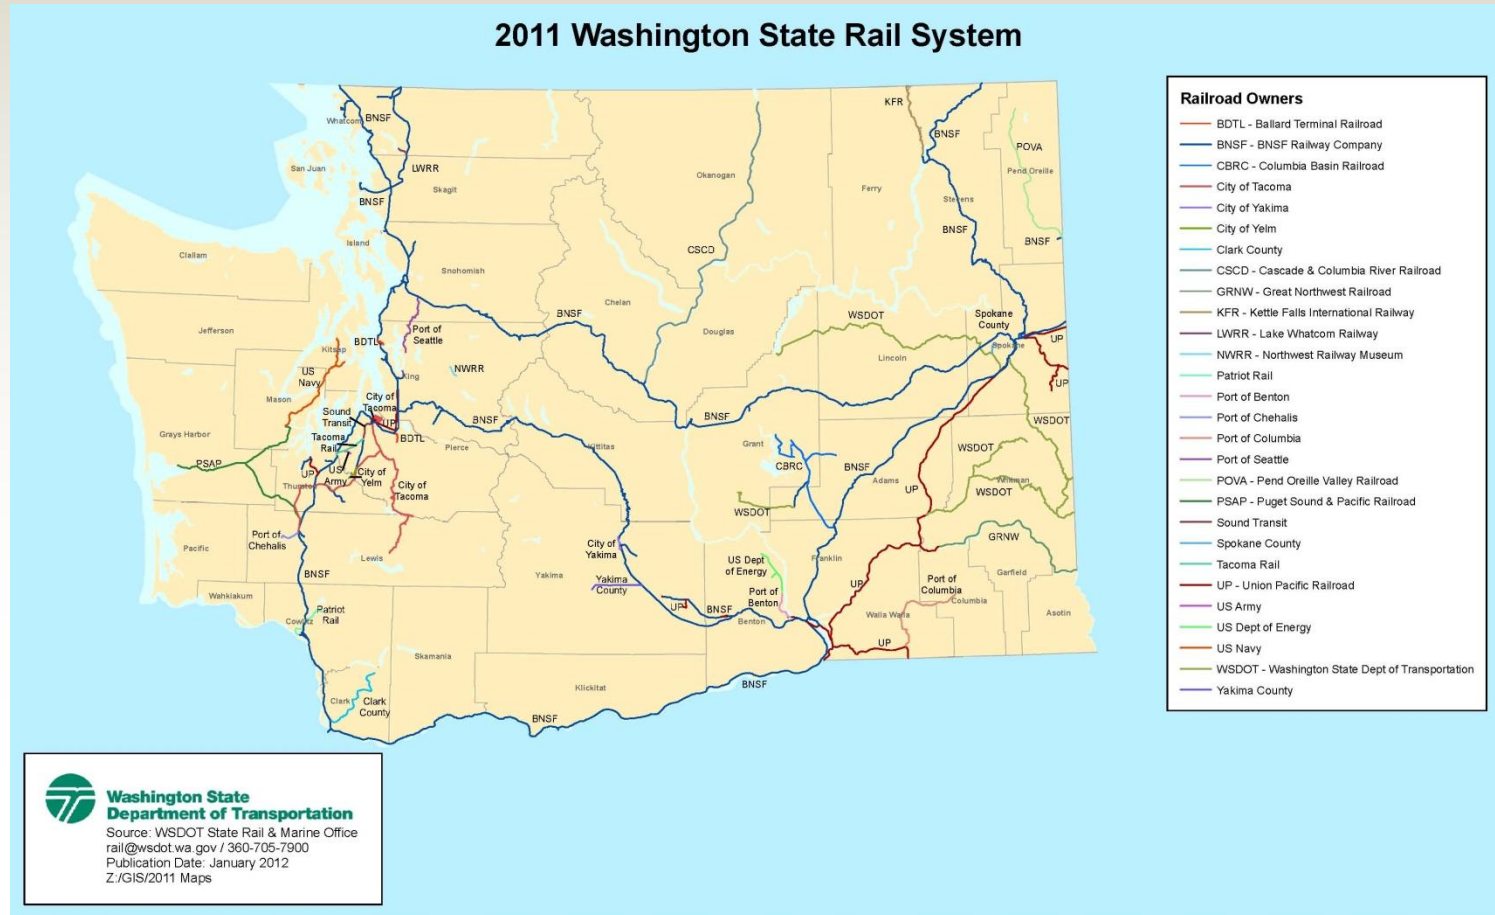 2011 Washington State Rail System
Railroad Owners
BDTL - Ballard Terminal Railroad
BNSF - BNSF Railway Company
CBRC - Columbia Basin Railroad
City of Tacoma
City of Yakima
City of Yelm
Clark County
CSCD - Cascade & Columbia River Railroad
GRNW - Great Northwest Railroad
KFR - Kettle Falls International Railway
LWRR - Lake Whatcom Railway
NWRR - Northwest Railway Museum
Patriot Rail
Port of Benton
Port of Chehalis
Port of Columbia
Port of Seattle
POVA - Pend Oreille Valley Railroad
PSAP - Puget Sound & Pacific Railroad
Sound Transit
Spokane County
Tacoma Rail
UP - Union Pacific Railroad
US Army
US Dept of Energy
US Navy
WSDOT - Washington State Dept of Transportation
Yakima County
KFR
BNSF
Whatcom
BNSF
POVA
San Juan
LWRR
Skagit
Okanogan
Ferry
Pend Oreille
Stevens
BNSF
BNSF
BNSF
Island
CSCD
Clallam
Snohomish
Chelan
BNSF
WSDOT
Spokane
County
Jefferson
Port of
Seattle
Douglas
BDTL
Kitsap
Spokane
UP
Lincoln
NWRR
US
Navy
King
UP
Mason
City of
Tacoma
Sound
Transit
BNSF
BNSF
UP
WSDOT
Grays Harbor
Tacoma
Rail
BDTL
Pierce
Kittitas
Grant
WSDOT
PSAP
UP
US
Army
City of
Yelm
CBRC
BNSF
Adams
Whitman
Thurston
City of
Tacoma
UP
WSDOT
WSDOT
Port of
Chehalis
Pacific
Lewis
City of
Yakima
GRNW
US Dept
of Energy
Franklin
BNSF
Yakima
Yakima
County
Garfield
Port of
Columbia
UP
Port of
Benton
Columbia
Wahkiakum
Patriot
Rail
Cowlitz
UP
BNSF
Benton
Walla Walla
Asotin
UP
Skamania
Klickitat
BNSF
Clark
Clark
County
BNSF
Washington State
Department of Transportation
Source: WSDOT State Rail & Marine Office
rail@wsdot.wa.gov / 360-705-7900
Publication Date: January 2012
Z:/GIS/2011 Maps